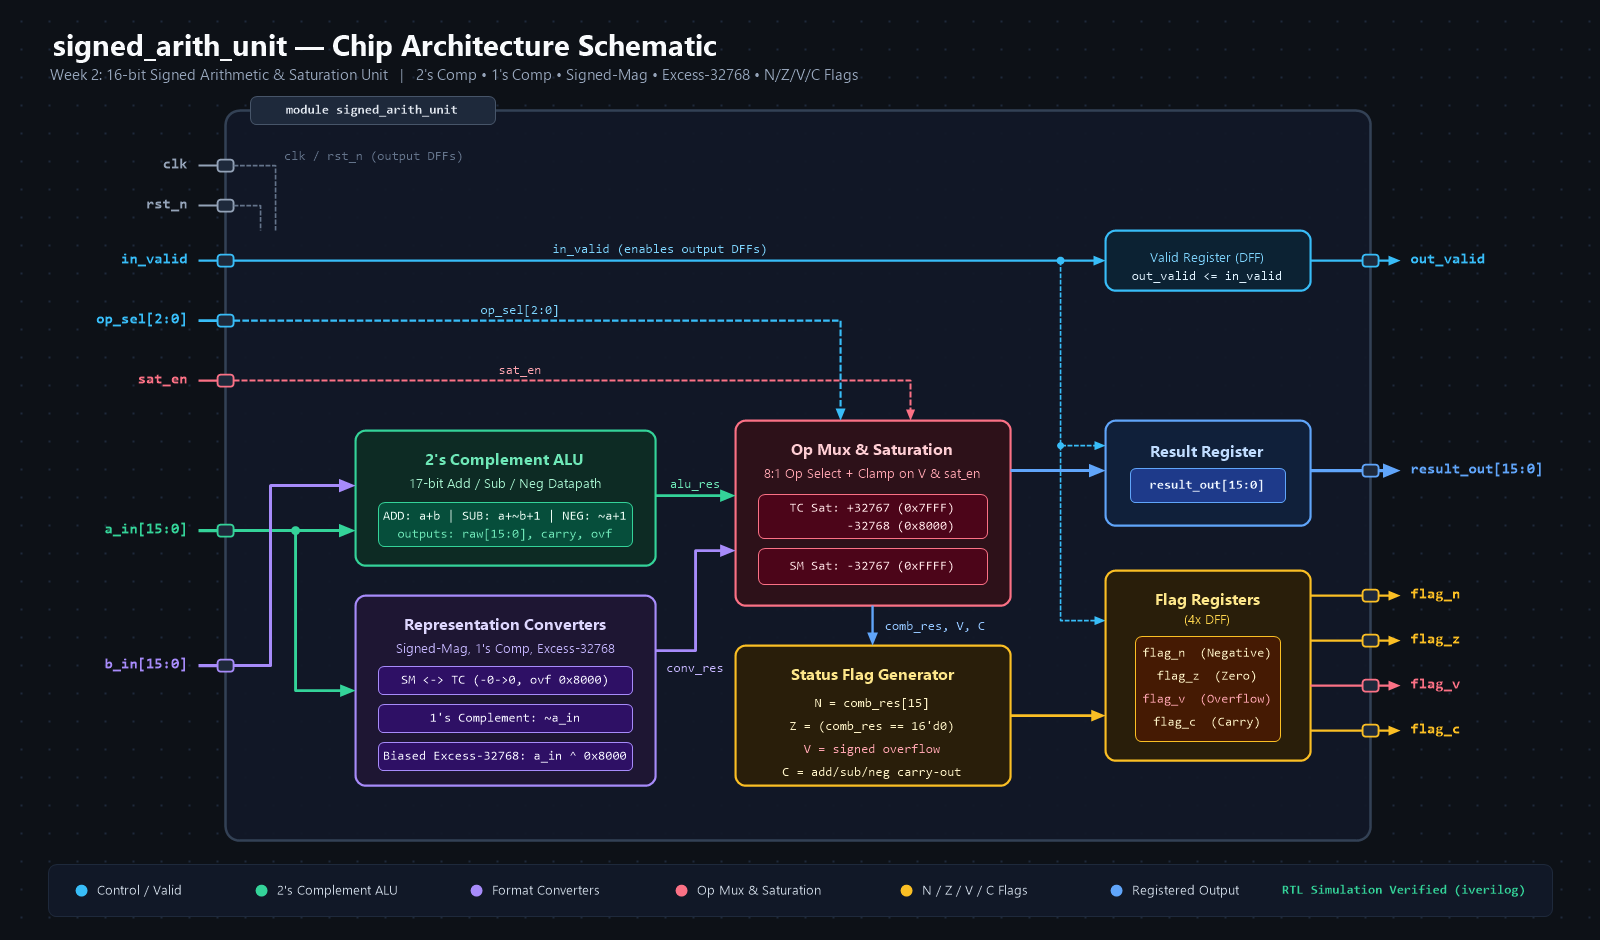 signed_arith_unit — Chip Architecture Schematic
Week 2: 16-bit Signed Arithmetic & Saturation Unit | 2's Comp • 1's Comp • Signed-Mag • Excess-32768 • N/Z/V/C Flags
module signed_arith_unit
clk
clk / rst_n (output DFFs)
rst_n
in_valid
in_valid (enables output DFFs)
Valid Register (DFF)
out_valid <= in_valid
out_valid
op_sel[2:0]
op_sel[2:0]
sat_en
sat_en
2's Complement ALU
17-bit Add / Sub / Neg Datapath
ADD: a+b | SUB: a+~b+1 | NEG: ~a+1
outputs: raw[15:0], carry, ovf
alu_res
Op Mux & Saturation
8:1 Op Select + Clamp on V & sat_en
TC Sat: +32767 (0x7FFF)
-32768 (0x8000)
SM Sat: -32767 (0xFFFF)
Result Register
result_out[15:0]
result_out[15:0]
a_in[15:0]
b_in[15:0]
Representation Converters
Signed-Mag, 1's Comp, Excess-32768
SM <-> TC (-0->0, ovf 0x8000)
1's Complement: ~a_in
Biased Excess-32768: a_in ^ 0x8000
conv_res
comb_res, V, C
Status Flag Generator
N = comb_res[15]
Z = (comb_res == 16'd0)
V = signed overflow
C = add/sub/neg carry-out
Flag Registers
(4x DFF)
flag_n (Negative)
flag_z (Zero)
flag_v (Overflow)
flag_c (Carry)
flag_n
flag_z
flag_v
flag_c
Control / Valid
2's Complement ALU
Format Converters
Op Mux & Saturation
N / Z / V / C Flags
Registered Output
RTL Simulation Verified (iverilog)